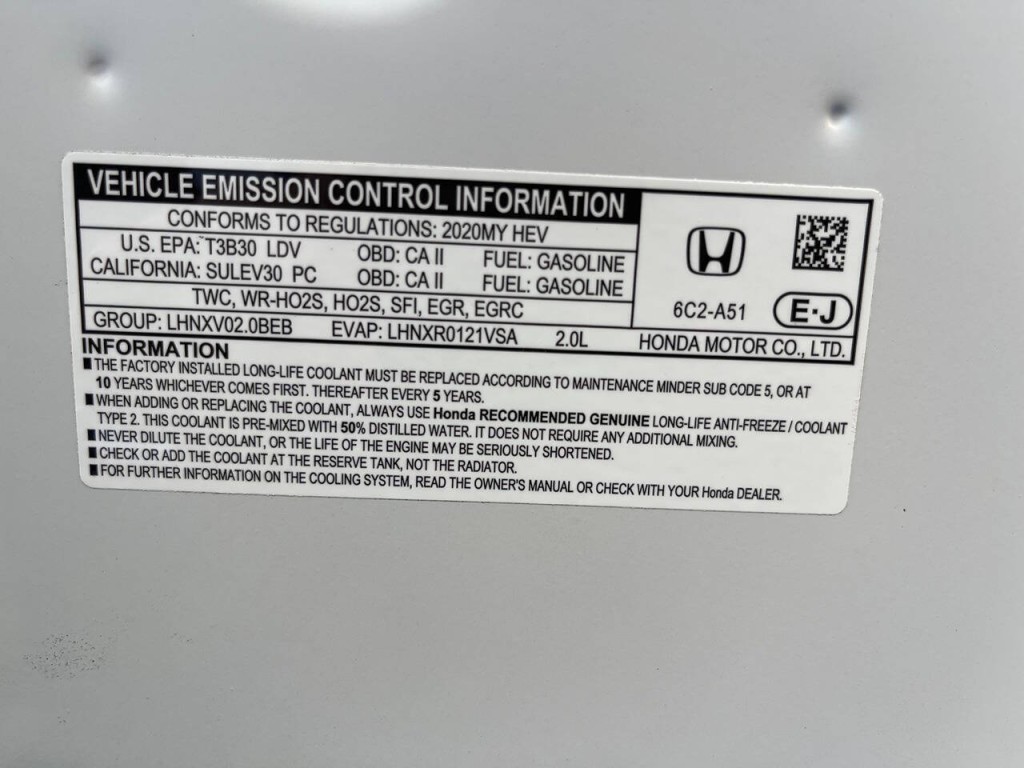 VEHICLE EMISSION CONTROL INFORMATION
CONFORMS TO REGULATIONS: 2020MY HEV
U.S. EPA: T3B30 LDV OBD: CA II FUEL: GASOLINE
CALIFORNIA: SULEV30 PC OBD: CA II FUEL: GASOLINE
TWC, WR-HO2S, HO2S, SFI, EGR, EGRC
6C2-A51 E·J
GROUP: LHNXV02.0BEB EVAP: LHNXR0121VSA 2.0L HONDA MOTOR CO., LTD.
INFORMATION
■ THE FACTORY INSTALLED LONG-LIFE COOLANT MUST BE REPLACED ACCORDING TO MAINTENANCE MINDER SUB CODE 5, OR AT
10 YEARS WHICHEVER COMES FIRST. THEREAFTER EVERY 5 YEARS.
■ WHEN ADDING OR REPLACING THE COOLANT, ALWAYS USE Honda RECOMMENDED GENUINE LONG-LIFE ANTI-FREEZE / COOLANT
TYPE 2. THIS COOLANT IS PRE-MIXED WITH 50% DISTILLED WATER. IT DOES NOT REQUIRE ANY ADDITIONAL MIXING.
■ NEVER DILUTE THE COOLANT, OR THE LIFE OF THE ENGINE MAY BE SERIOUSLY SHORTENED.
■ CHECK OR ADD THE COOLANT AT THE RESERVE TANK, NOT THE RADIATOR.
■ FOR FURTHER INFORMATION ON THE COOLING SYSTEM, READ THE OWNER'S MANUAL OR CHECK WITH YOUR Honda DEALER.